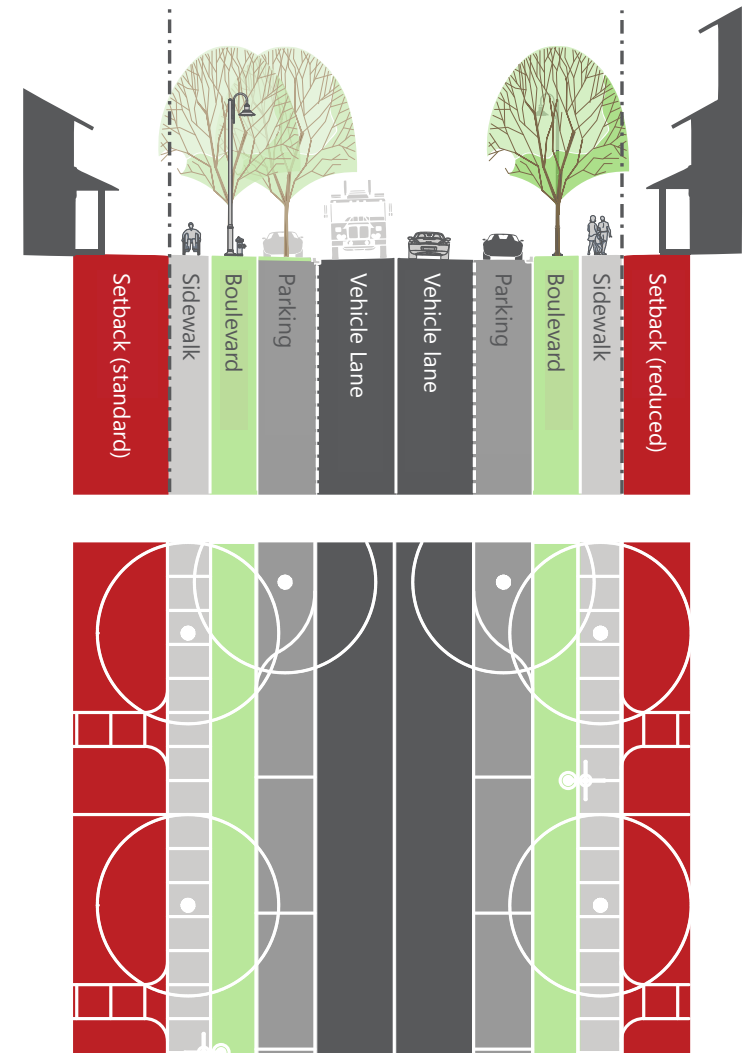 Setback (standard)
Sidewalk
Boulevard
Parking
Vehicle Lane
Vehicle lane
Parking
Boulevard
Sidewalk
Setback (reduced)